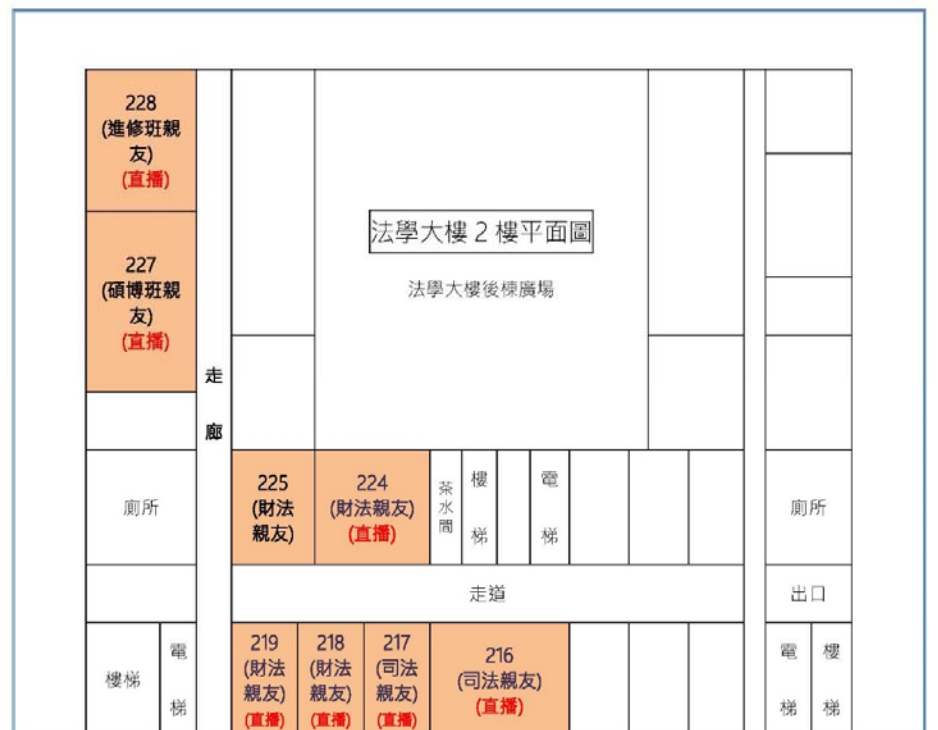 228
(進修班親
友)
(直播)
227
(碩博班親
友)
(直播)
法學大樓 2 樓平面圖
法學大樓後棟廣場
走
廊
廁所
225
(財法
親友)
224
(財法親友)
(直播)
茶
水
間
樓
梯
電
梯
廁所
走道
出口
樓梯
電
梯
219
(財法
親友)
(直播)
218
(財法
親友)
(直播)
217
(司法
親友)
(直播)
216
(司法親友)
(直播)
電
梯
樓
梯